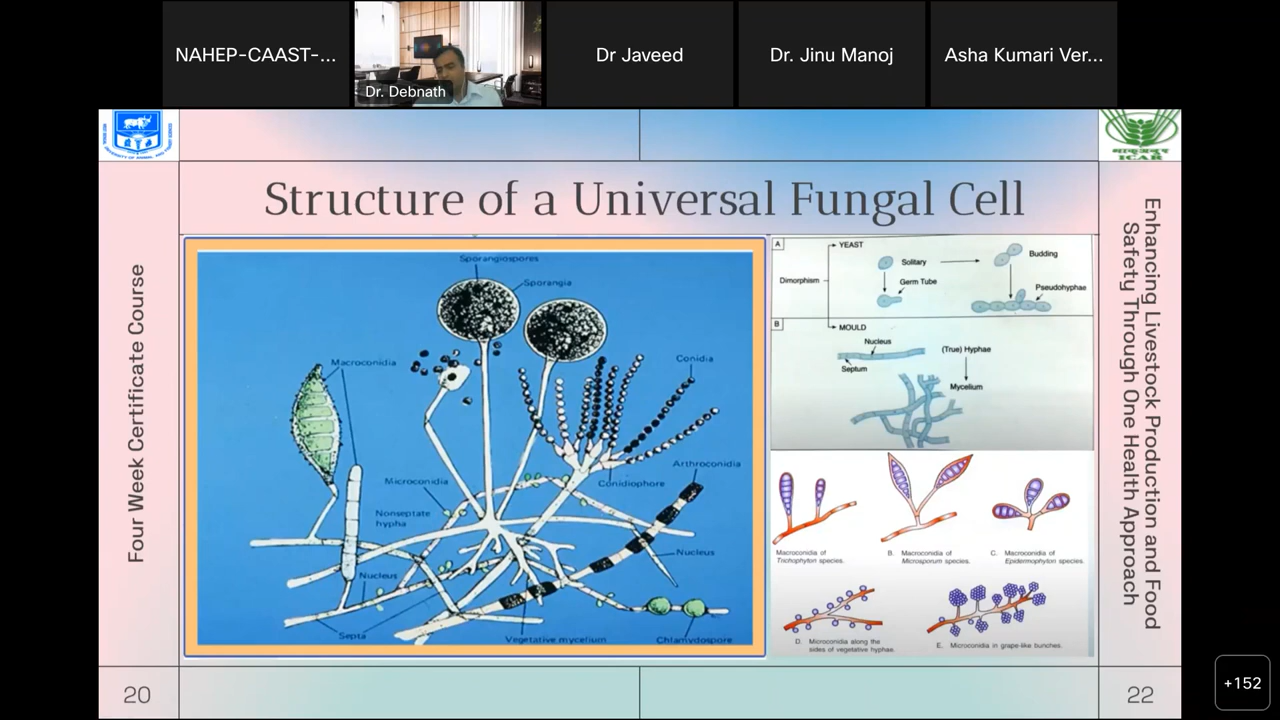 NAHEP-CAAST-...
Dr. Debnath
Dr Javeed
Dr. Jinu Manoj
Asha Kumari Ver...
ICAR
Structure of a Universal Fungal Cell
Four Week Certificate Course
Sporangiospores
Sporangia
Macroconidia
Conidia
Arthroconidia
Microconidia
Conidiophore
Nonseptate
hypha
Nucleus
Nucleus
Septa
Vegetative mycelium
Chlamydospore
A
YEAST
Solitary
Budding
Dimorphism
Germ Tube
Pseudohyphae
B
MOULD
Nucleus
(True) Hyphae
Septum
Mycelium
Macroconidia of
Trichophyton species.
B. Macroconidia of
Microsporum species.
C. Macroconidia of
Epidermophyton species.
D. Microconidia along the
sides of vegetative hyphae.
E. Microconidia in grape-like bunches.
Enhancing Livestock Production and Food
Safety Through One Health Approach
20
22
+152